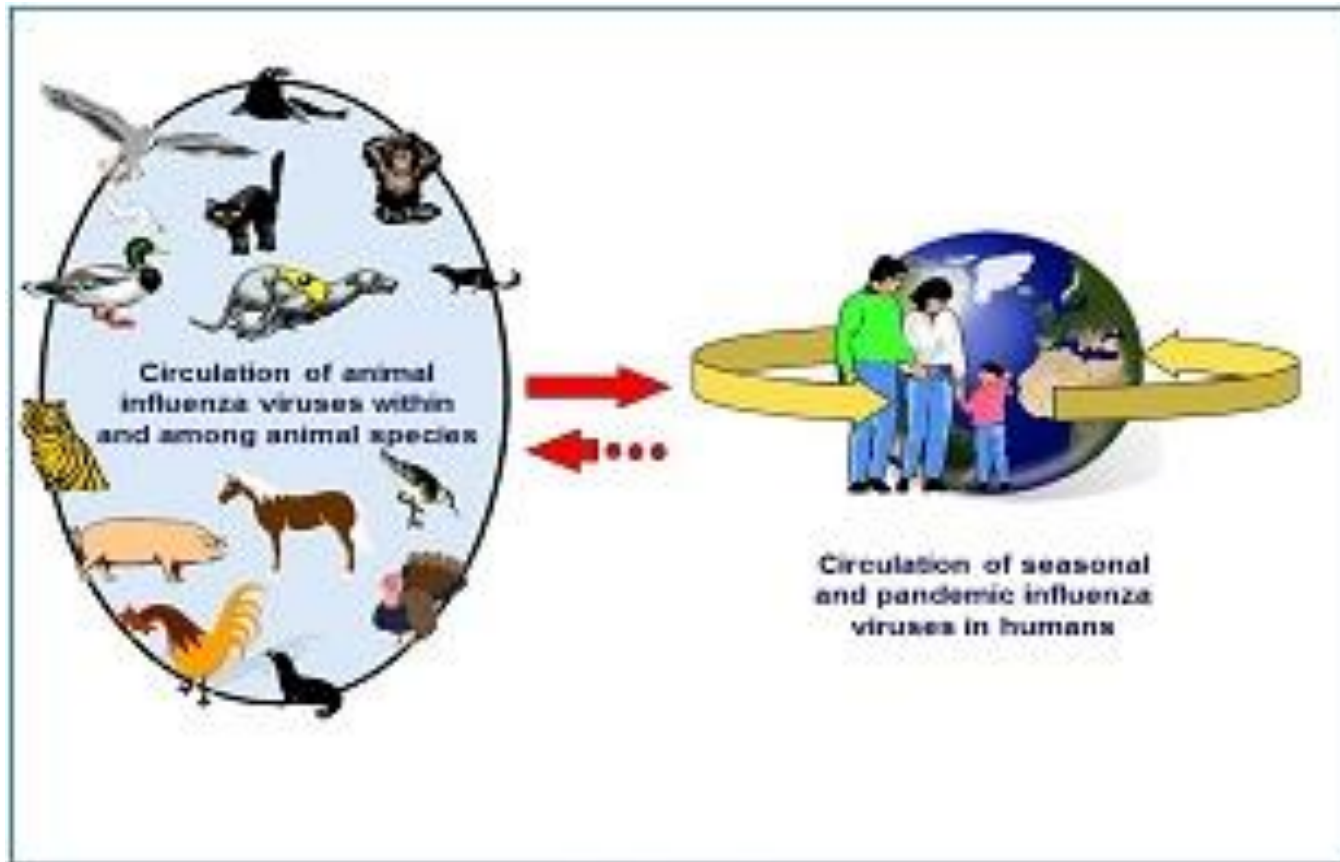 Circulation of animal
influenza viruses within
and among animal species
Circulation of seasonal
and pandemic influenza
viruses in humans